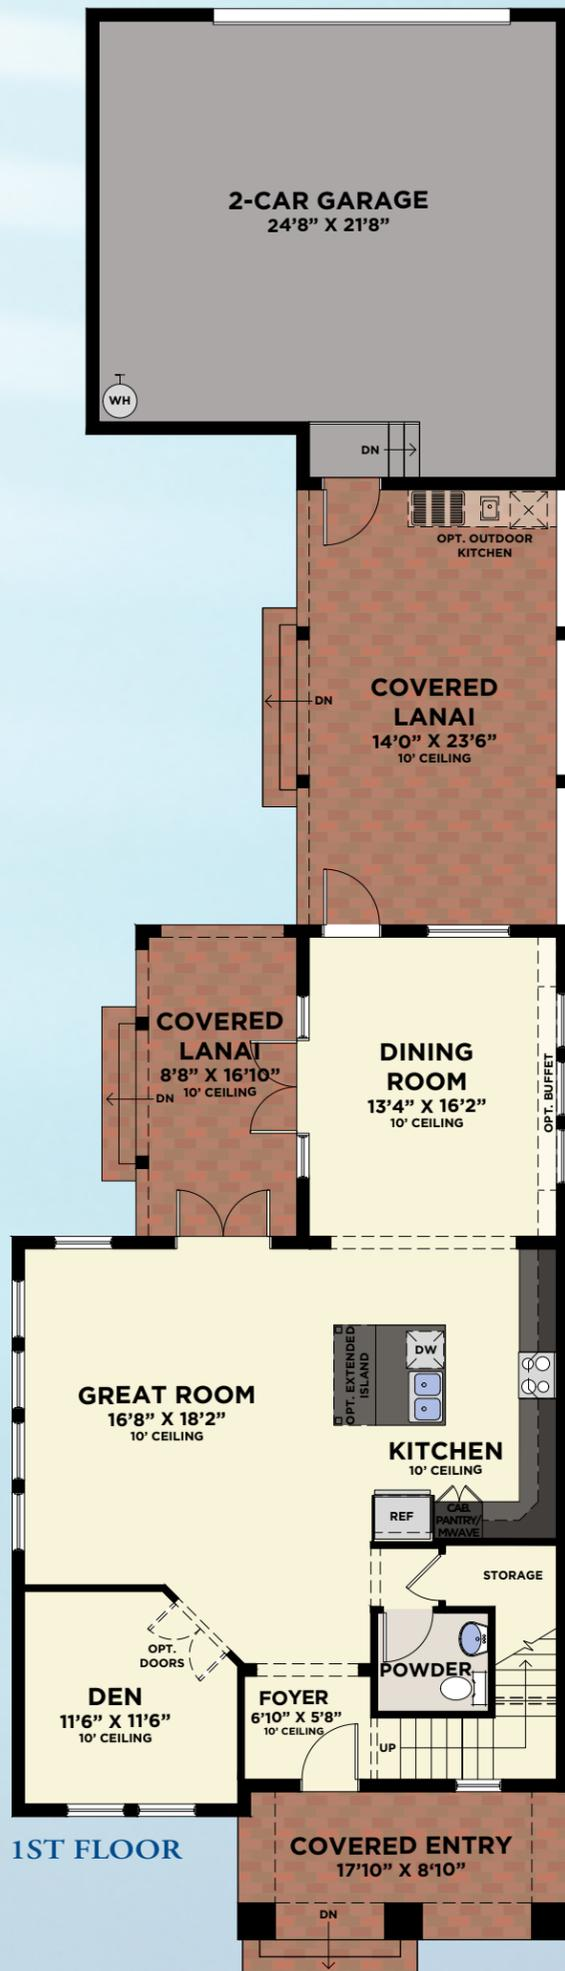 2-CAR GARAGE
24'8" X 21'8"
WH
DN
OPT. OUTDOOR
KITCHEN
DN
COVERED
LANAI
14'0" X 23'6"
10' CEILING
COVERED
LANAI
8'8" X 16'10"
10' CEILING
DN
DINING
ROOM
13'4" X 16'2"
10' CEILING
OPT. BUFFET
GREAT ROOM
16'8" X 18'2"
10' CEILING
OPT. EXTENDED
ISLAND
DW
KITCHEN
10' CEILING
REF
CAB.
PANTRY/
MWAVE
STORAGE
OPT.
DOORS
POWDER
DEN
11'6" X 11'6"
10' CEILING
FOYER
6'10" X 5'8"
10' CEILING
UP
1ST FLOOR
COVERED ENTRY
17'10" X 8'10"
DN